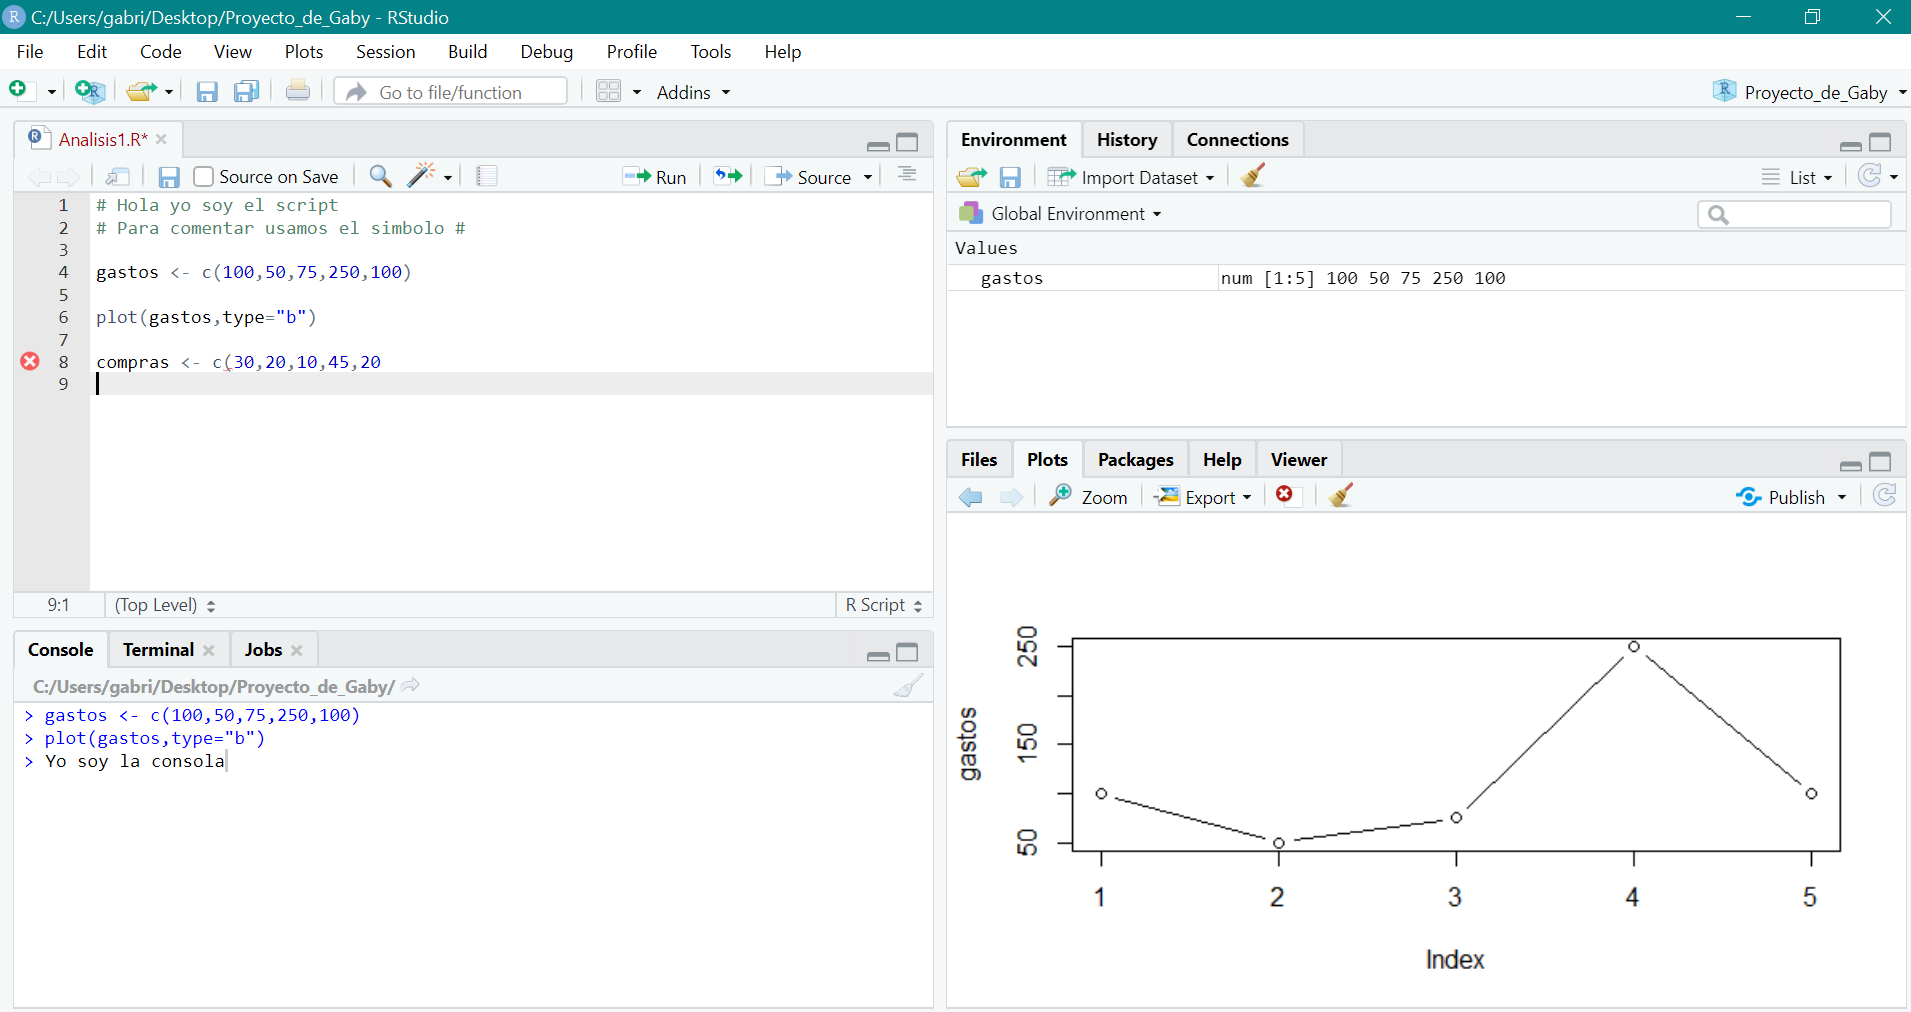 R C:/Users/gabri/Desktop/Proyecto_de_Gaby - RStudio
File Edit Code View Plots Session Build Debug Profile Tools Help
Go to file/function Addins Proyecto_de_Gaby
Analisis1.R*
Source on Save Run Source
1 # Hola yo soy el script
2 # Para comentar usamos el simbolo #
3
4 gastos <- c(100,50,75,250,100)
5
6 plot(gastos,type="b")
7
8 compras <- c(30,20,10,45,20
9
9:1 (Top Level) R Script
Console Terminal Jobs
C:/Users/gabri/Desktop/Proyecto_de_Gaby/
> gastos <- c(100,50,75,250,100)
> plot(gastos,type="b")
> Yo soy la consola
Environment History Connections
Import Dataset List
Global Environment
Values
gastos num [1:5] 100 50 75 250 100
Files Plots Packages Help Viewer
Zoom Export Publish
250
150
50
gastos
1 2 3 4 5
Index